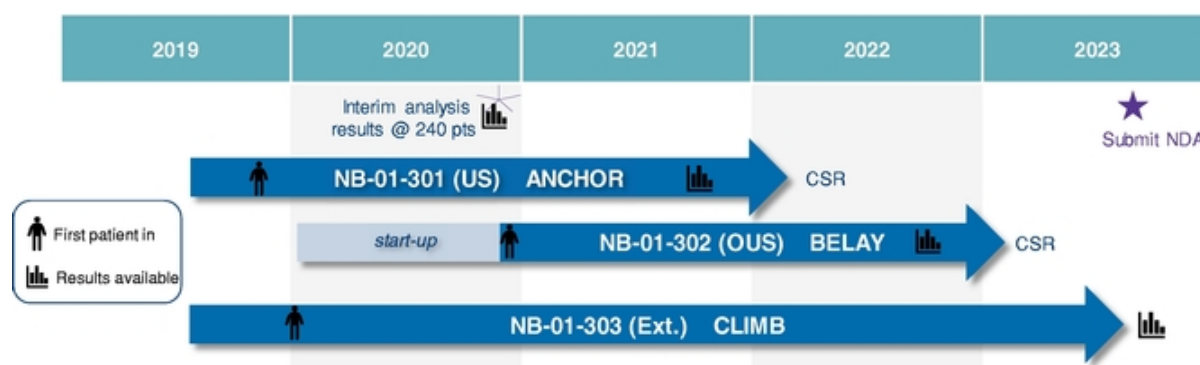 2019 2020 2021 2022 2023
Interim analysis
results @ 240 pts
Submit NDA
NB-01-301 (US) ANCHOR
CSR
First patient in
Results available
start-up
NB-01-302 (OUS) BELAY
CSR
NB-01-303 (Ext.) CLIMB